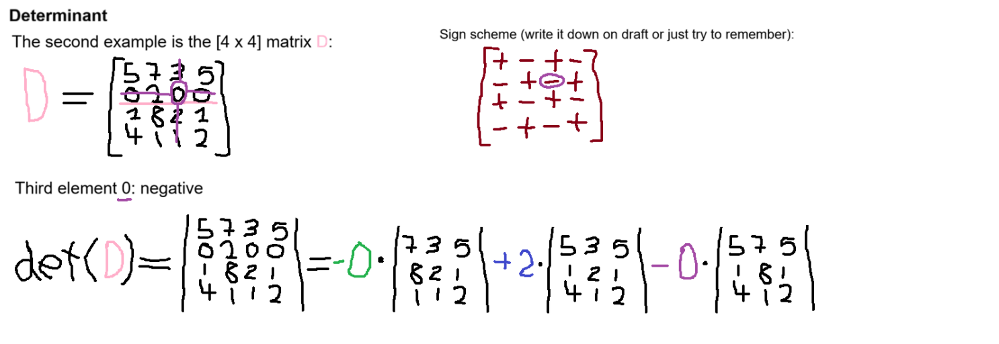 Determinant
The second example is the [4 x 4] matrix D:
Sign scheme (write it down on draft or just try to remember):
D = [5 7 3 5
0 2 0 0
1 8 2 1
4 1 1 2]
[+ - + -
- + - +
+ - + -
- + - +]
Third element 0: negative
det(D) = |5 7 3 5
0 2 0 0
1 8 2 1
4 1 1 2| = -0 · |7 3 5
8 2 1
1 1 2| +2 · |5 3 5
1 2 1
4 1 2| - 0 · |5 7 5
1 8 1
4 1 2|